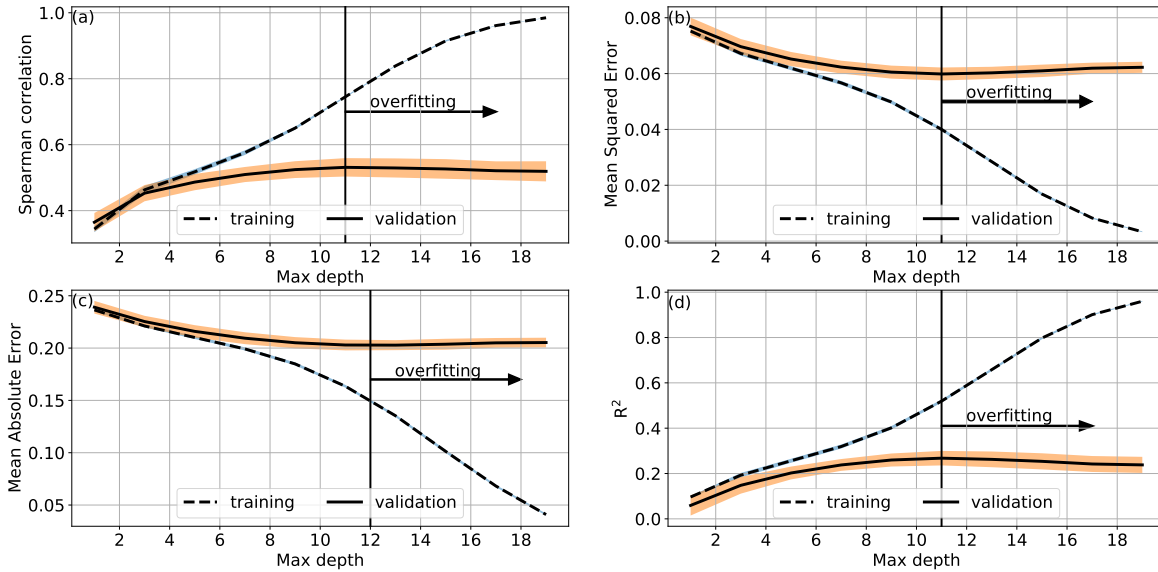 (a)
Spearman correlation
1.0
0.8
0.6
0.4
overfitting
training
validation
2 4 6 8 10 12 14 16 18
Max depth
(b)
Mean Squared Error
0.08
0.06
0.04
0.02
0.00
overfitting
training
validation
2 4 6 8 10 12 14 16 18
Max depth
(c)
Mean Absolute Error
0.25
0.20
0.15
0.10
0.05
overfitting
training
validation
2 4 6 8 10 12 14 16 18
Max depth
(d)
R²
1.0
0.8
0.6
0.4
0.2
0.0
overfitting
training
validation
2 4 6 8 10 12 14 16 18
Max depth